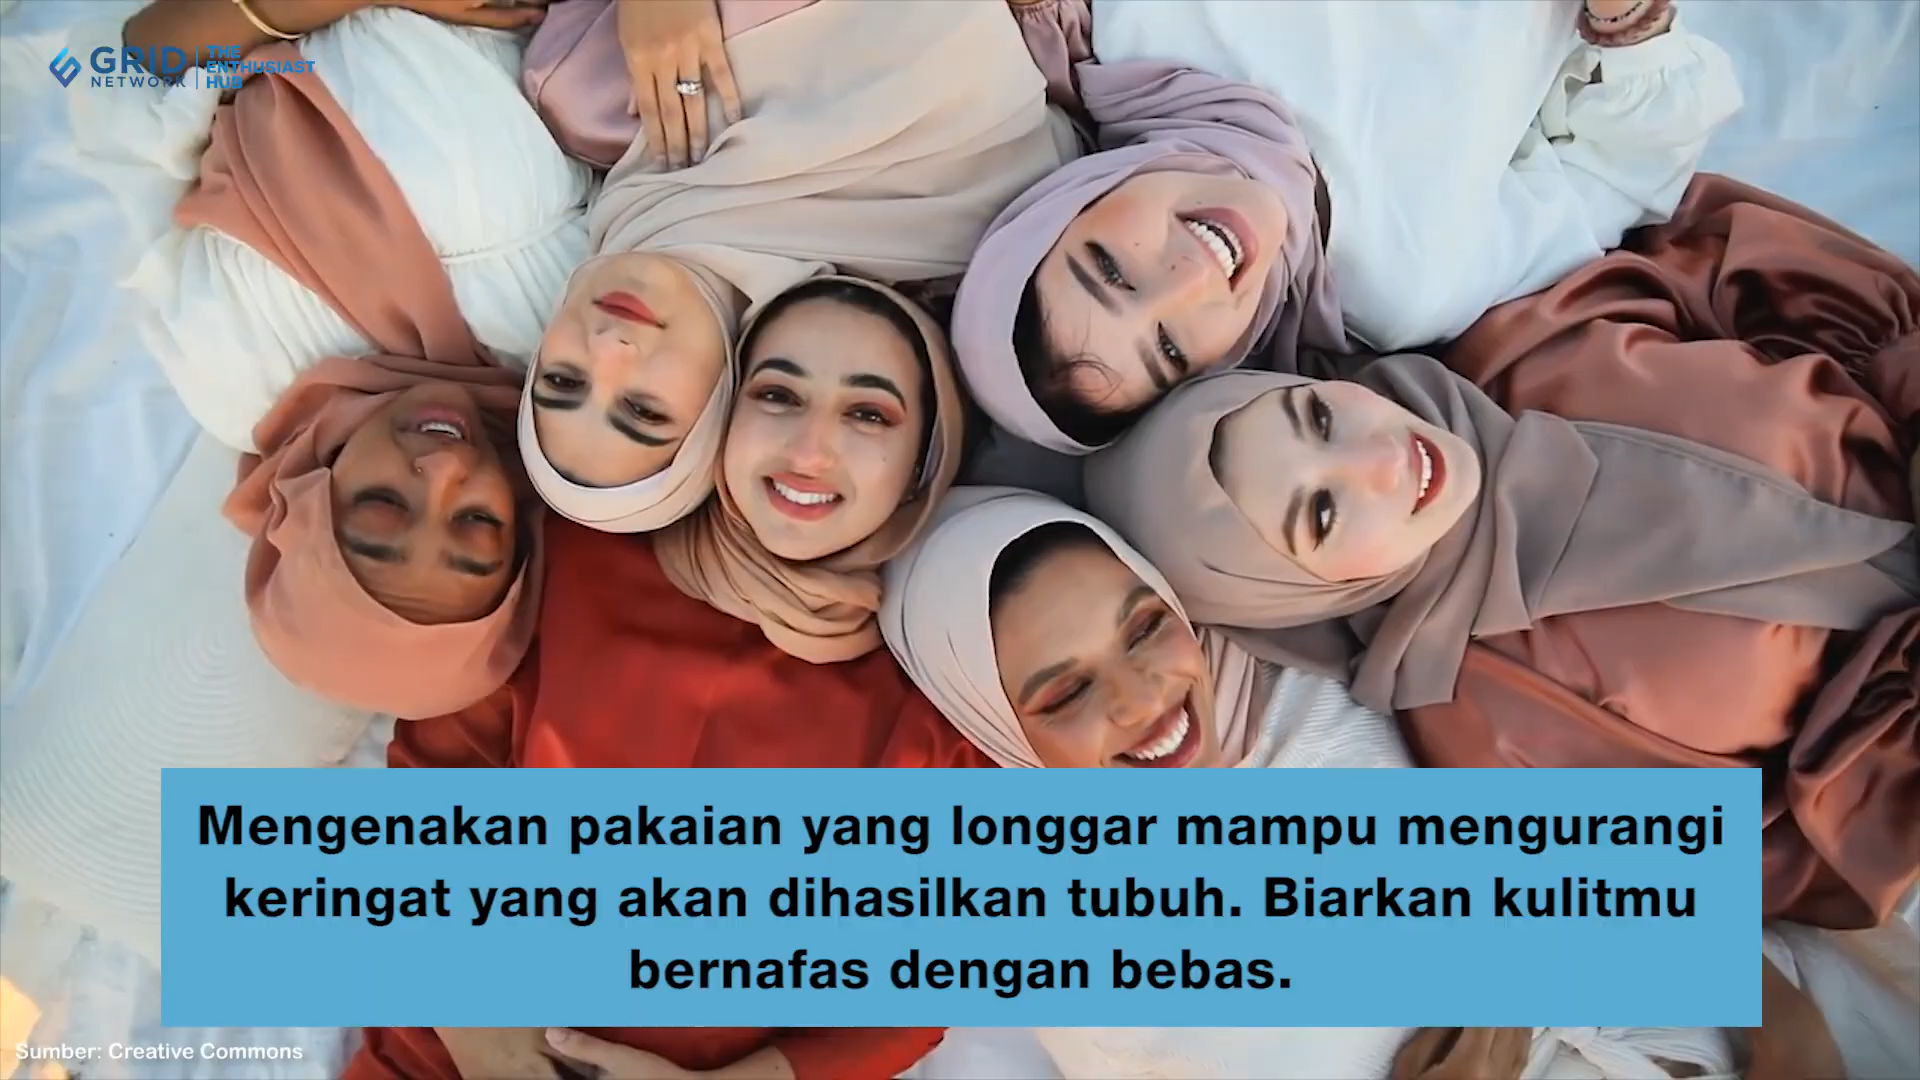 GRID
NETWORK
THE
ENTHUSIAST
HUB
Mengenakan pakaian yang longgar mampu mengurangi
keringat yang akan dihasilkan tubuh. Biarkan kulitmu
bernafas dengan bebas.
Sumber: Creative Commons